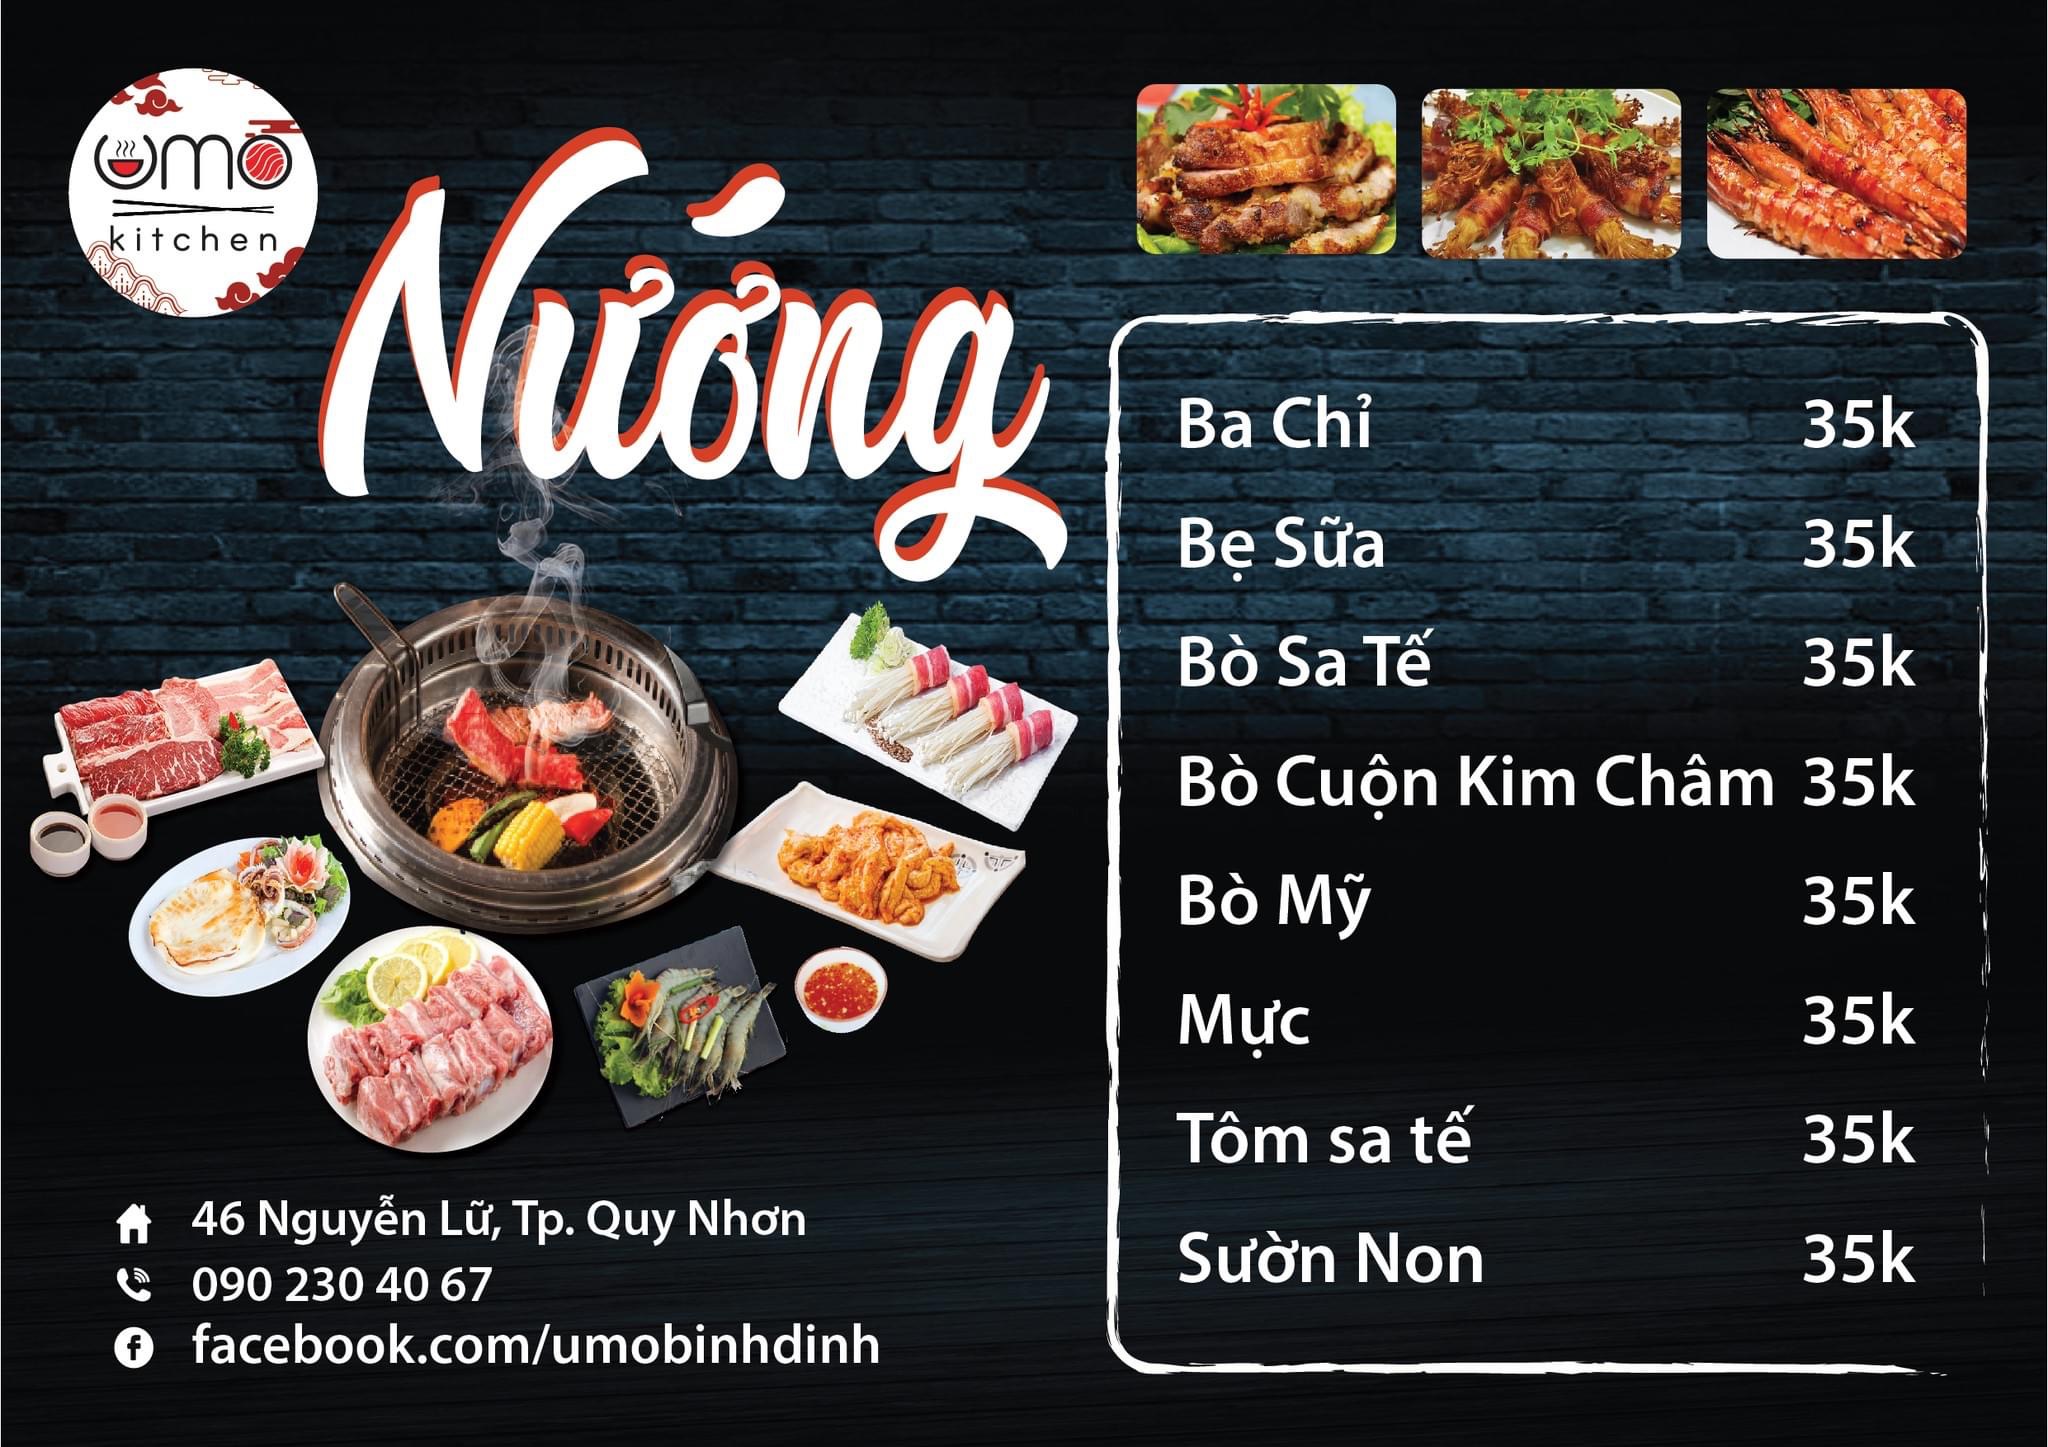 umo
kitchen
Nướng
Ba Chỉ 35k
Bẹ Sữa 35k
Bò Sa Tế 35k
Bò Cuộn Kim Châm 35k
Bò Mỹ 35k
Mực 35k
Tôm sa tế 35k
Sườn Non 35k
46 Nguyễn Lữ, Tp. Quy Nhơn
090 230 40 67
facebook.com/umobinhdinh